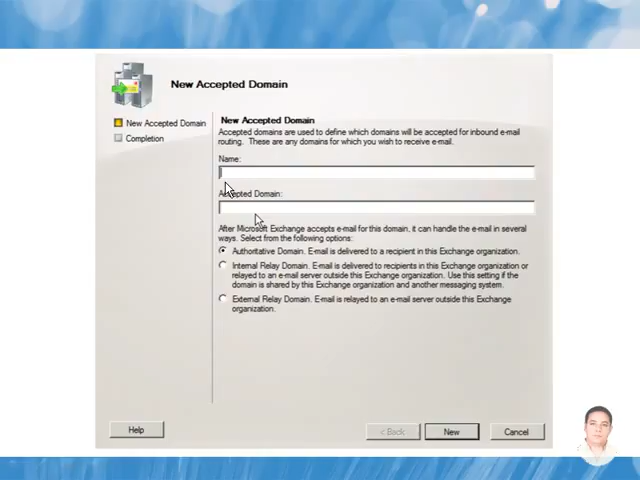 New Accepted Domain
New Accepted Domain
Completion
New Accepted Domain
Accepted domains are used to define which domains will be accepted for inbound e-mail
routing. These are any domains for which you wish to receive e-mail.
Name:
Accepted Domain:
After Microsoft Exchange accepts e-mail for this domain, it can handle the e-mail in several
ways. Select from the following options:
Authoritative Domain. E-mail is delivered to a recipient in this Exchange organization.
Internal Relay Domain. E-mail is delivered to recipients in this Exchange organization or
relayed to an e-mail server outside this Exchange organization. Use this setting if the
domain is shared by this Exchange organization and another messaging system.
External Relay Domain. E-mail is relayed to an e-mail server outside this Exchange
organization.
Help
< Back
New
Cancel